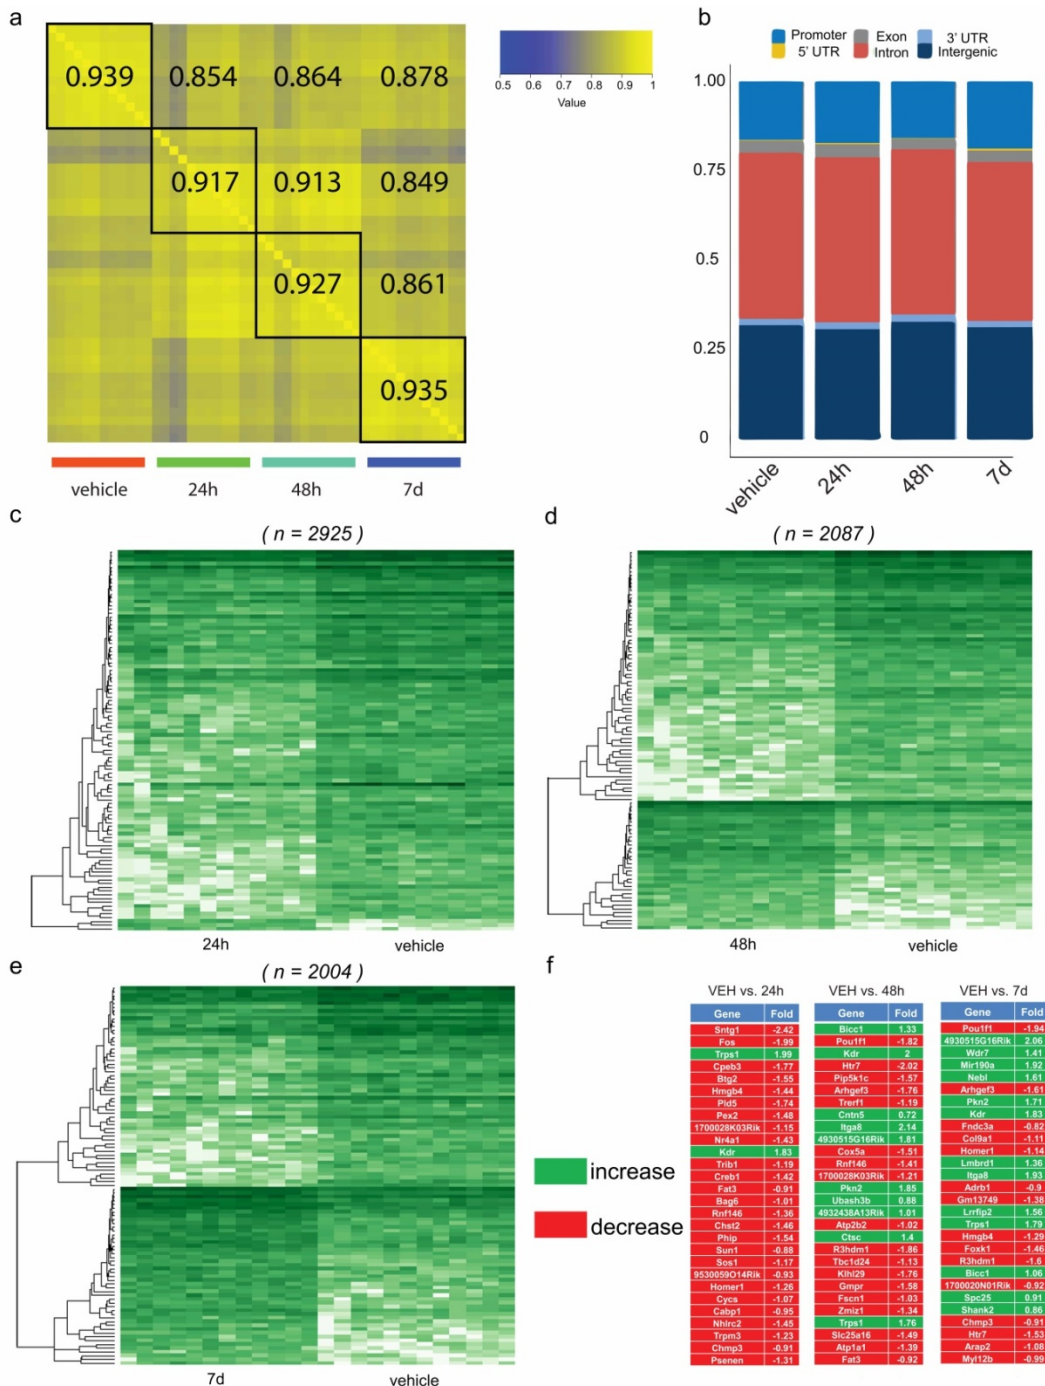 a
0.939 0.854 0.864 0.878
0.917 0.913 0.849
0.927 0.861
0.935
vehicle 24h 48h 7d
0.5 0.6 0.7 0.8 0.9 1
Value
b
Promoter Exon 3' UTR
5' UTR Intron Intergenic
1.00
0.75
0.5
0.25
0
vehicle 24h 48h 7d
c
( n = 2925 )
24h vehicle
d
( n = 2087 )
48h vehicle
e
( n = 2004 )
7d vehicle
f
increase
decrease
VEH vs. 24h
Gene Fold
Sntg1 -2.42
Fos -1.99
Trps1 1.99
Cpeb3 -1.77
Btg2 -1.55
Hmgb4 -1.44
Pld5 -1.74
Pex2 -1.48
1700028K03Rik -1.15
Nr4a1 -1.43
Kdr 1.83
Trib1 -1.19
Creb1 -1.42
Fat3 -0.91
Bag6 -1.01
Rnf146 -1.36
Chst2 -1.46
Phip -1.54
Sun1 -0.88
Sos1 -1.17
9530059O14Rik -0.93
Homer1 -1.26
Cycs -1.07
Cabp1 -0.95
Nhlrc2 -1.45
Trpm3 -1.23
Chmp3 -0.91
Psenen -1.31
VEH vs. 48h
Gene Fold
Bicc1 1.33
Pou1f1 -1.82
Kdr 2
Htr7 -2.02
Pip5k1c -1.57
Arhgef3 -1.76
Trerf1 -1.19
Cntn5 0.72
Itga8 2.14
4930515G16Rik 1.81
Cox5a -1.51
Rnf146 -1.41
1700028K03Rik -1.21
Pkn2 1.85
Ubash3b 0.88
4932438A13Rik 1.01
Atp2b2 -1.02
Ctsc 1.4
R3hdm1 -1.86
Tbc1d24 -1.13
Klhl29 -1.76
Gmpr -1.58
Fscn1 -1.03
Zmiz1 -1.34
Trps1 1.76
Slc25a16 -1.49
Atp1a1 -1.39
Fat3 -0.92
VEH vs. 7d
Gene Fold
Pou1f1 -1.94
4930515G16Rik 2.06
Wdr7 1.41
Mir190a 1.92
Nebl 1.61
Arhgef3 -1.61
Pkn2 1.71
Kdr 1.83
Fndc3a -0.82
Col9a1 -1.11
Homer1 -1.14
Lmbrd1 1.36
Itga8 1.93
Adrb1 -0.9
Gm13749 -1.38
Lrrfip2 1.56
Trps1 1.79
Hmgb4 -1.29
Foxk1 -1.46
R3hdm1 -1.6
Bicc1 1.06
1700020N01Rik -0.92
Spc25 0.91
Shank2 0.86
Chmp3 -0.91
Htr7 -1.53
Arap2 -1.08
Myl12b -0.99